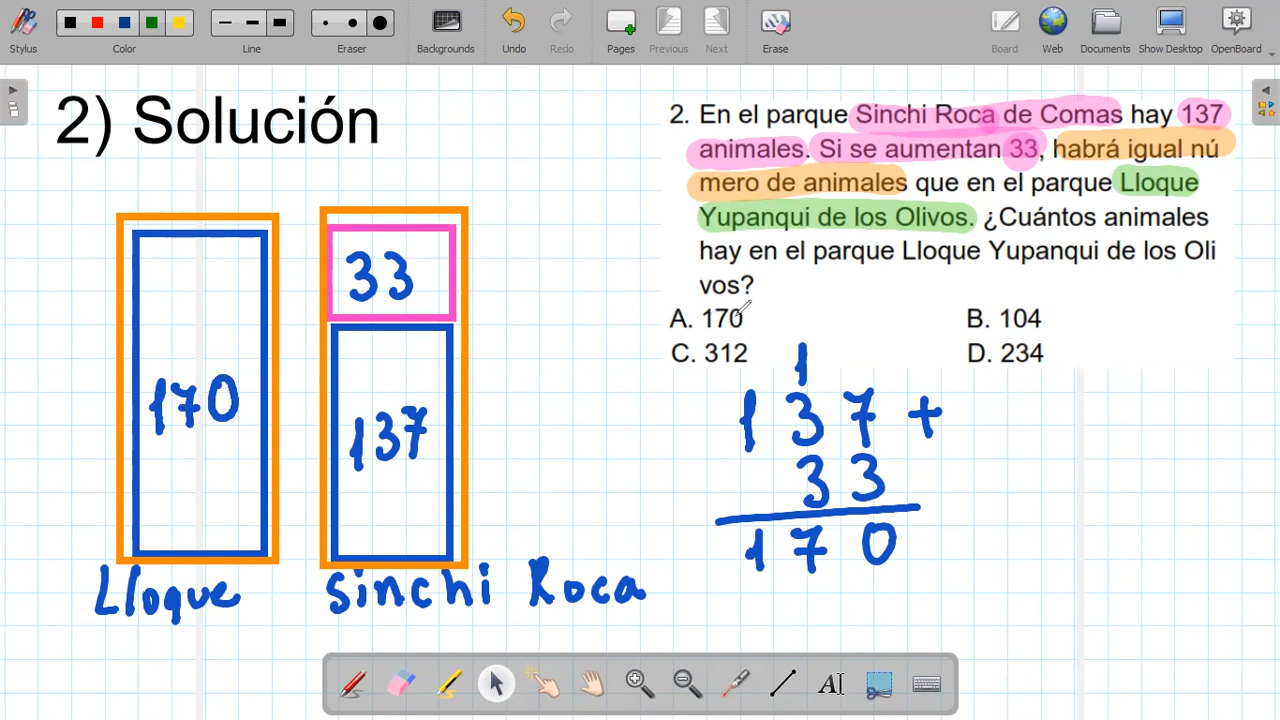 Stylus
Color
Line
Eraser
Backgrounds
Undo
Redo
Pages
Previous
Next
Erase
Board
Web
Documents
Show Desktop
OpenBoard
2) Solución
2. En el parque Sinchi Roca de Comas hay 137
animales. Si se aumentan 33, habrá igual nú
mero de animales que en el parque Lloque
Yupanqui de los Olivos. ¿Cuántos animales
hay en el parque Lloque Yupanqui de los Oli
vos?
A. 170 B. 104
C. 312 D. 234
170
33
137
Lloque
Sinchi Roca
1
137 +
33
170
AI